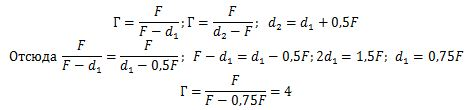 Γ = F / (F − d₁); Γ = F / (d₂ − F); d₂ = d₁ + 0,5F
Отсюда F / (F − d₁) = F / (d₁ − 0,5F); F − d₁ = d₁ − 0,5F; 2d₁ = 1,5F; d₁ = 0,75F
Γ = F / (F − 0,75F) = 4